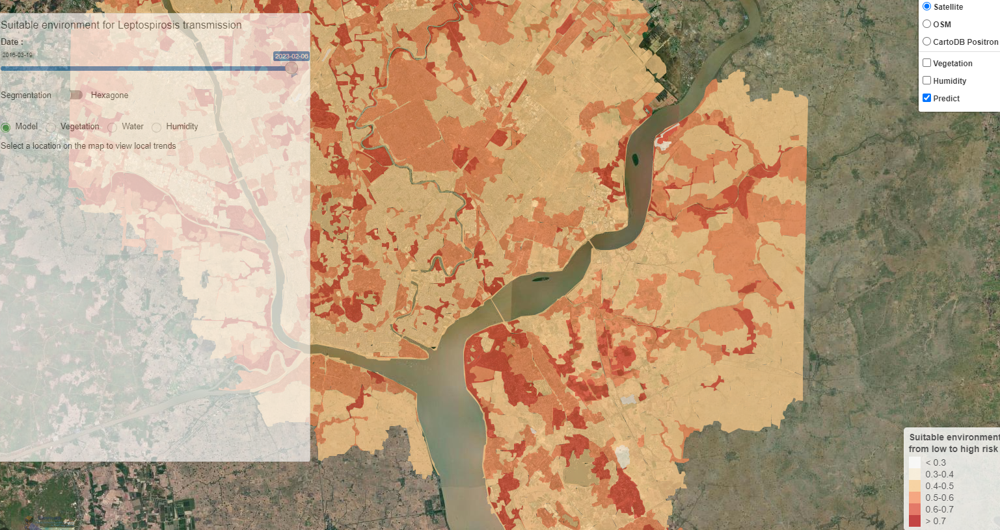 Suitable environment for Leptospirosis transmission
Date :
2016-03-19
2023-02-06
Segmentation Hexagone
Model Vegetation Water Humidity
Select a location on the map to view local trends
Satellite
OSM
CartoDB Positron
Vegetation
Humidity
Predict
Suitable environment
from low to high risk
< 0.3
0.3-0.4
0.4-0.5
0.5-0.6
0.6-0.7
> 0.7